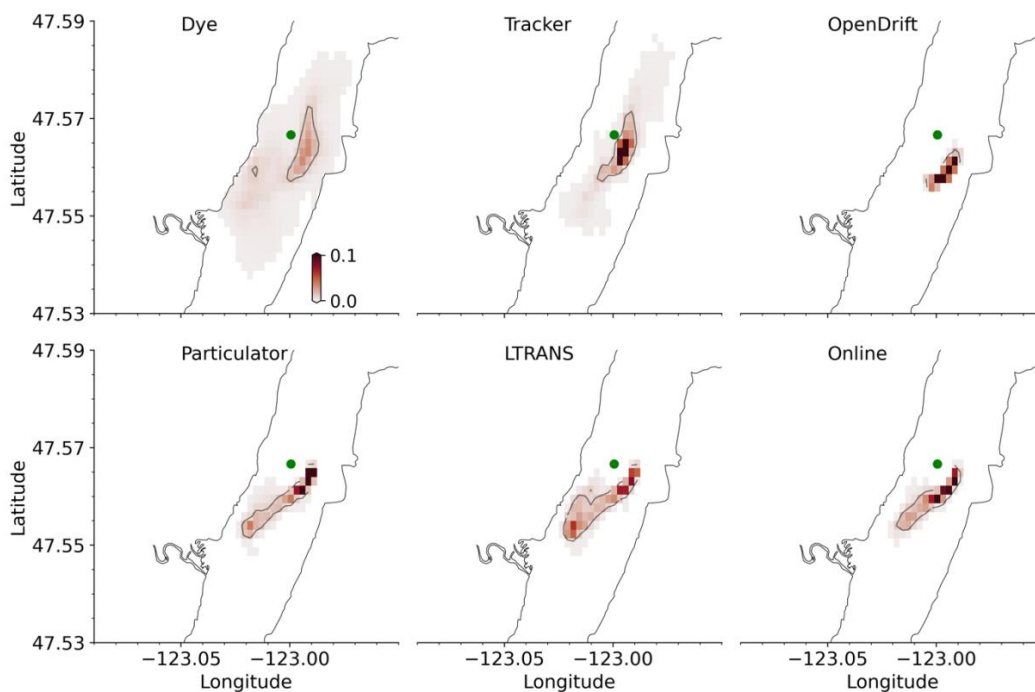 Dye
Tracker
OpenDrift
47.59
47.57
47.55
47.53
Latitude
0.1
0.0
Particulator
LTRANS
Online
47.59
47.57
47.55
47.53
Latitude
−123.05 −123.00
−123.05 −123.00
−123.05 −123.00
Longitude
Longitude
Longitude